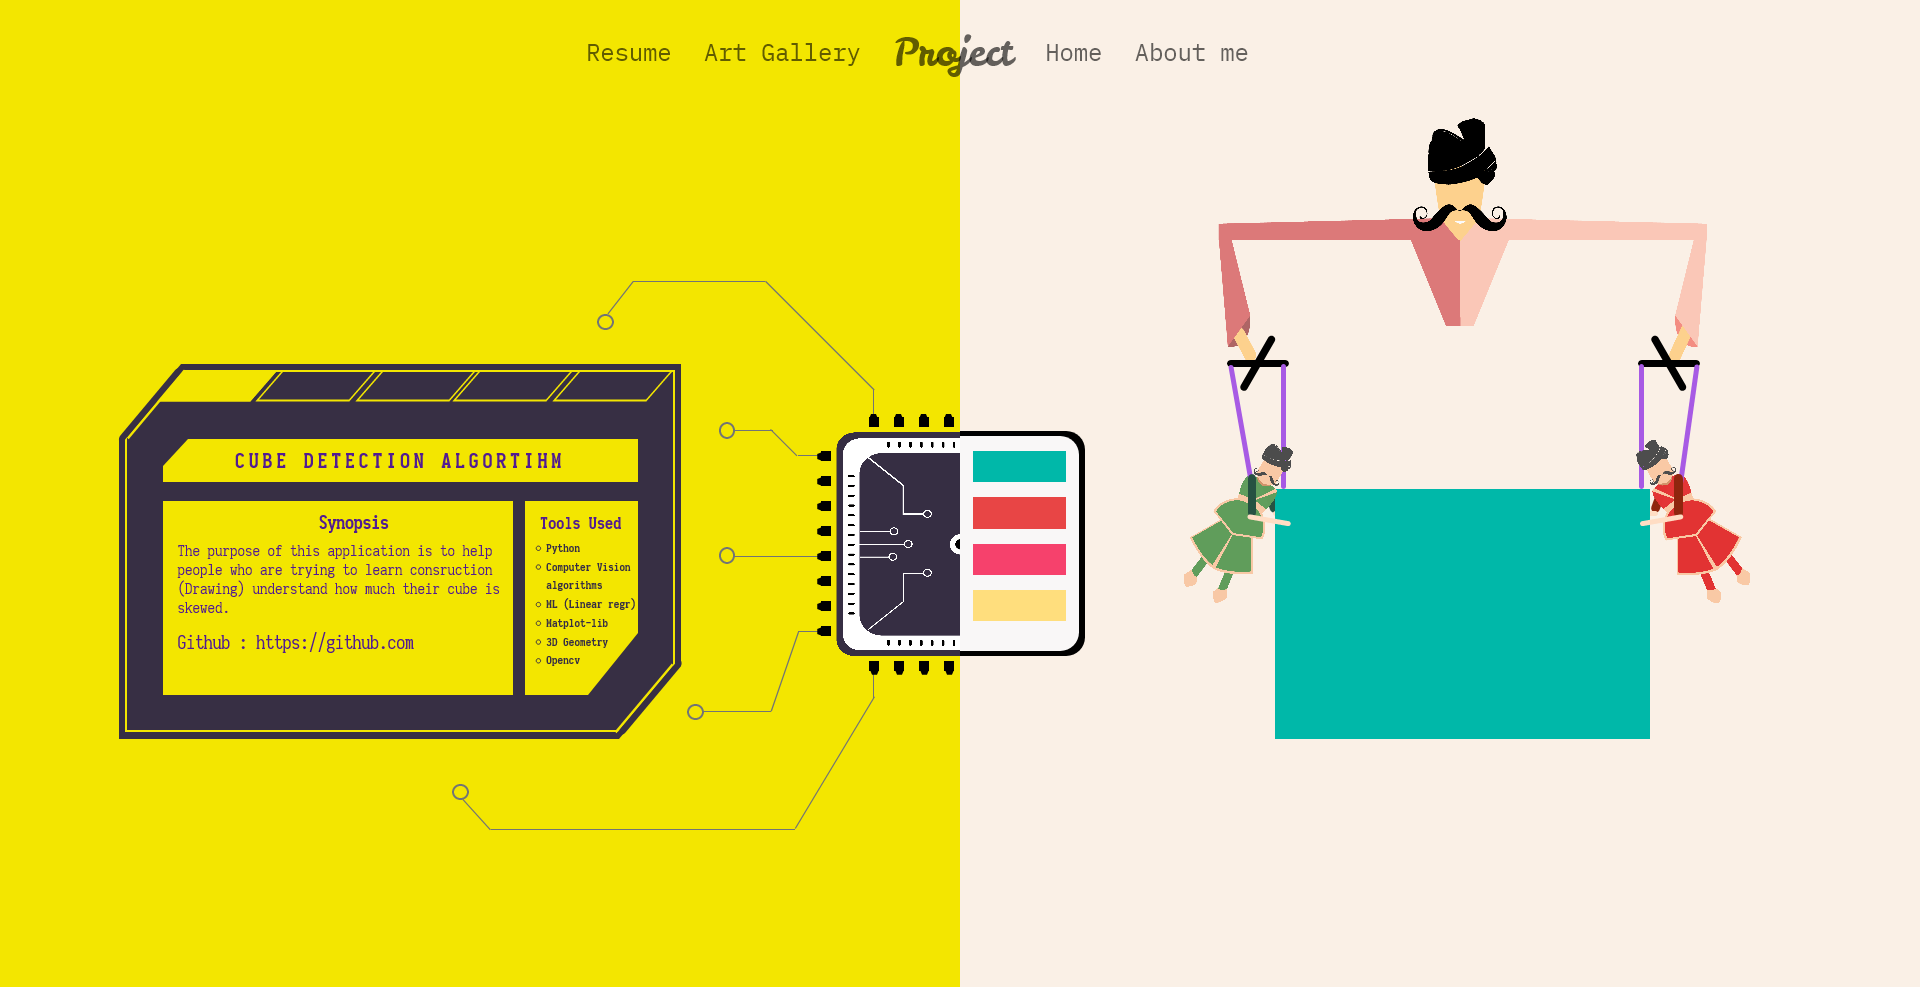 Resume Art Gallery Project Home About me
CUBE DETECTION ALGORTIHM
Synopsis
The purpose of this application is to help
people who are trying to learn consruction
(Drawing) understand how much their cube is
skewed.
Github : https://github.com
Tools Used
Python
Computer Vision
algorithms
ML (Linear regr)
Matplot-lib
3D Geometry
Opencv